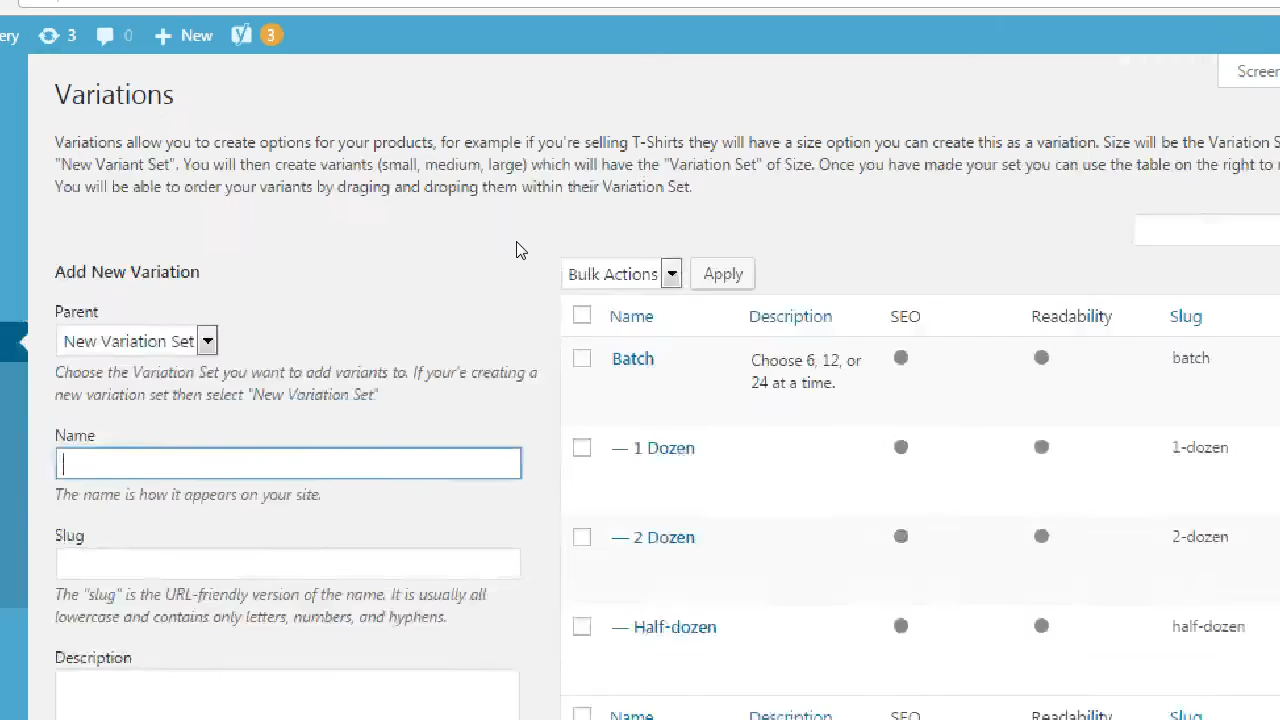 ery 3 0 New 3
Screen
Variations
Variations allow you to create options for your products, for example if you're selling T-Shirts they will have a size option you can create this as a variation. Size will be the Variation S
"New Variant Set". You will then create variants (small, medium, large) which will have the "Variation Set" of Size. Once you have made your set you can use the table on the right to
You will be able to order your variants by draging and droping them within their Variation Set.
Add New Variation
Bulk Actions Apply
Parent
New Variation Set
Choose the Variation Set you want to add variants to. If your'e creating a
new variation set then select "New Variation Set"
Name
The name is how it appears on your site.
Slug
The "slug" is the URL-friendly version of the name. It is usually all
lowercase and contains only letters, numbers, and hyphens.
Description
Name Description SEO Readability Slug
Batch Choose 6, 12, or batch
24 at a time.
— 1 Dozen 1-dozen
— 2 Dozen 2-dozen
— Half-dozen half-dozen
Name Description SEO Readability Slug